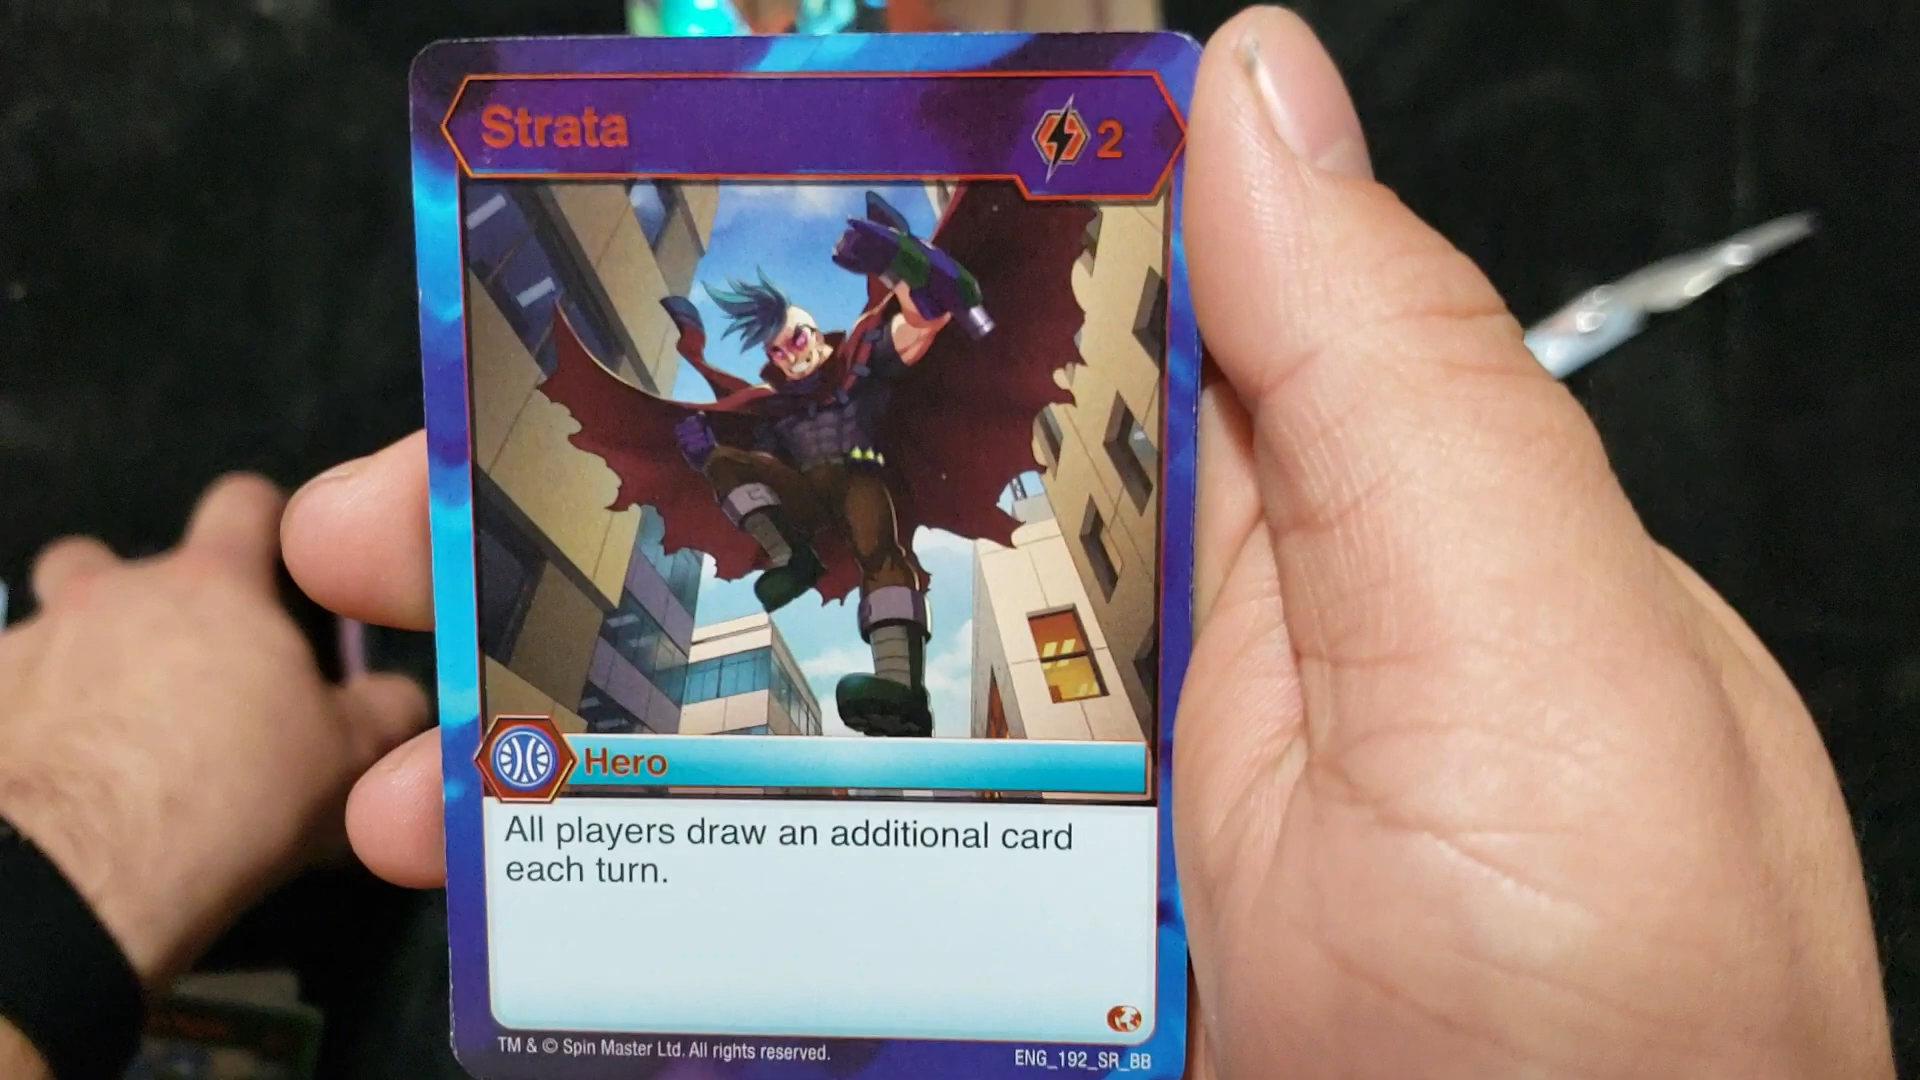 Strata
2
Hero
All players draw an additional card
each turn.
TM & © Spin Master Ltd. All rights reserved.
ENG_192_SR_BB